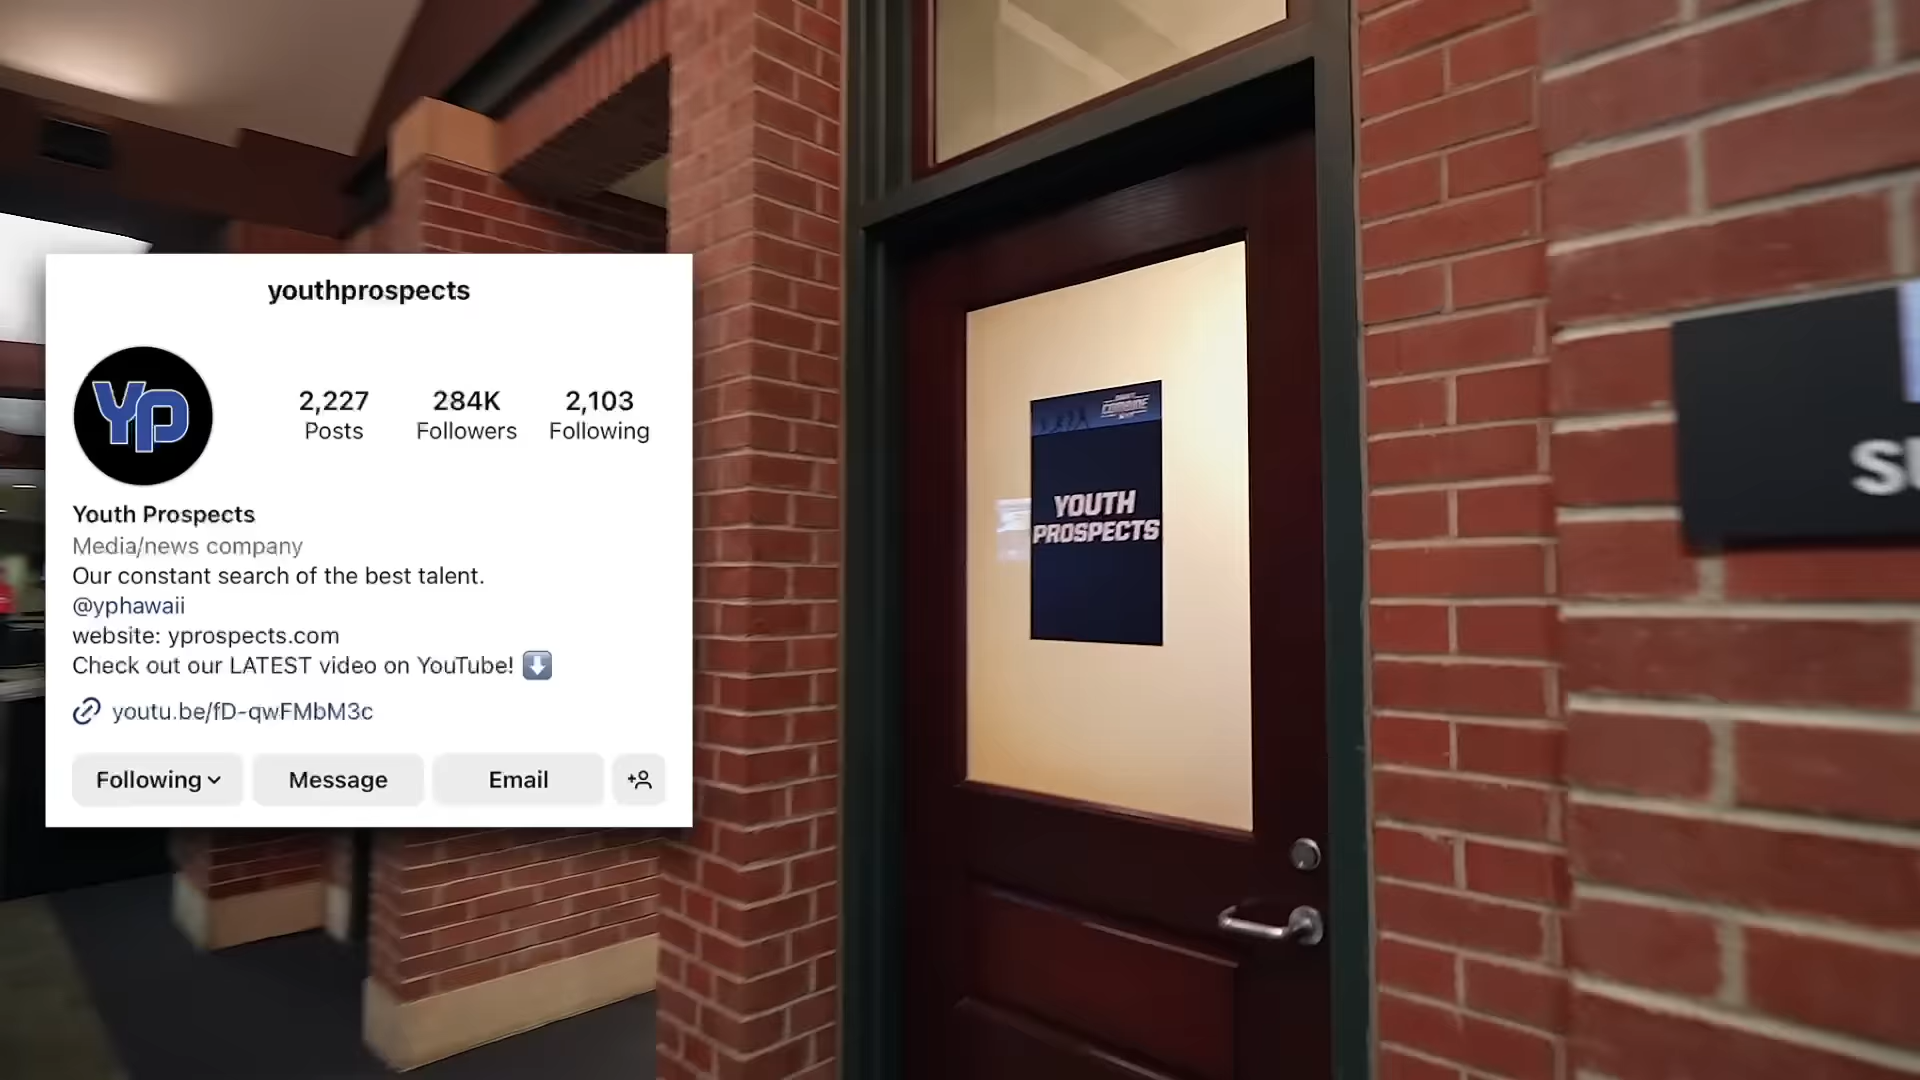 youthprospects
YP
2,227
Posts
284K
Followers
2,103
Following
Youth Prospects
Media/news company
Our constant search of the best talent.
@yphawaii
website: yprospects.com
Check out our LATEST video on YouTube!
youtu.be/fD-qwFMbM3c
Following
Message
Email
COMBINE
YOUTH
PROSPECTS